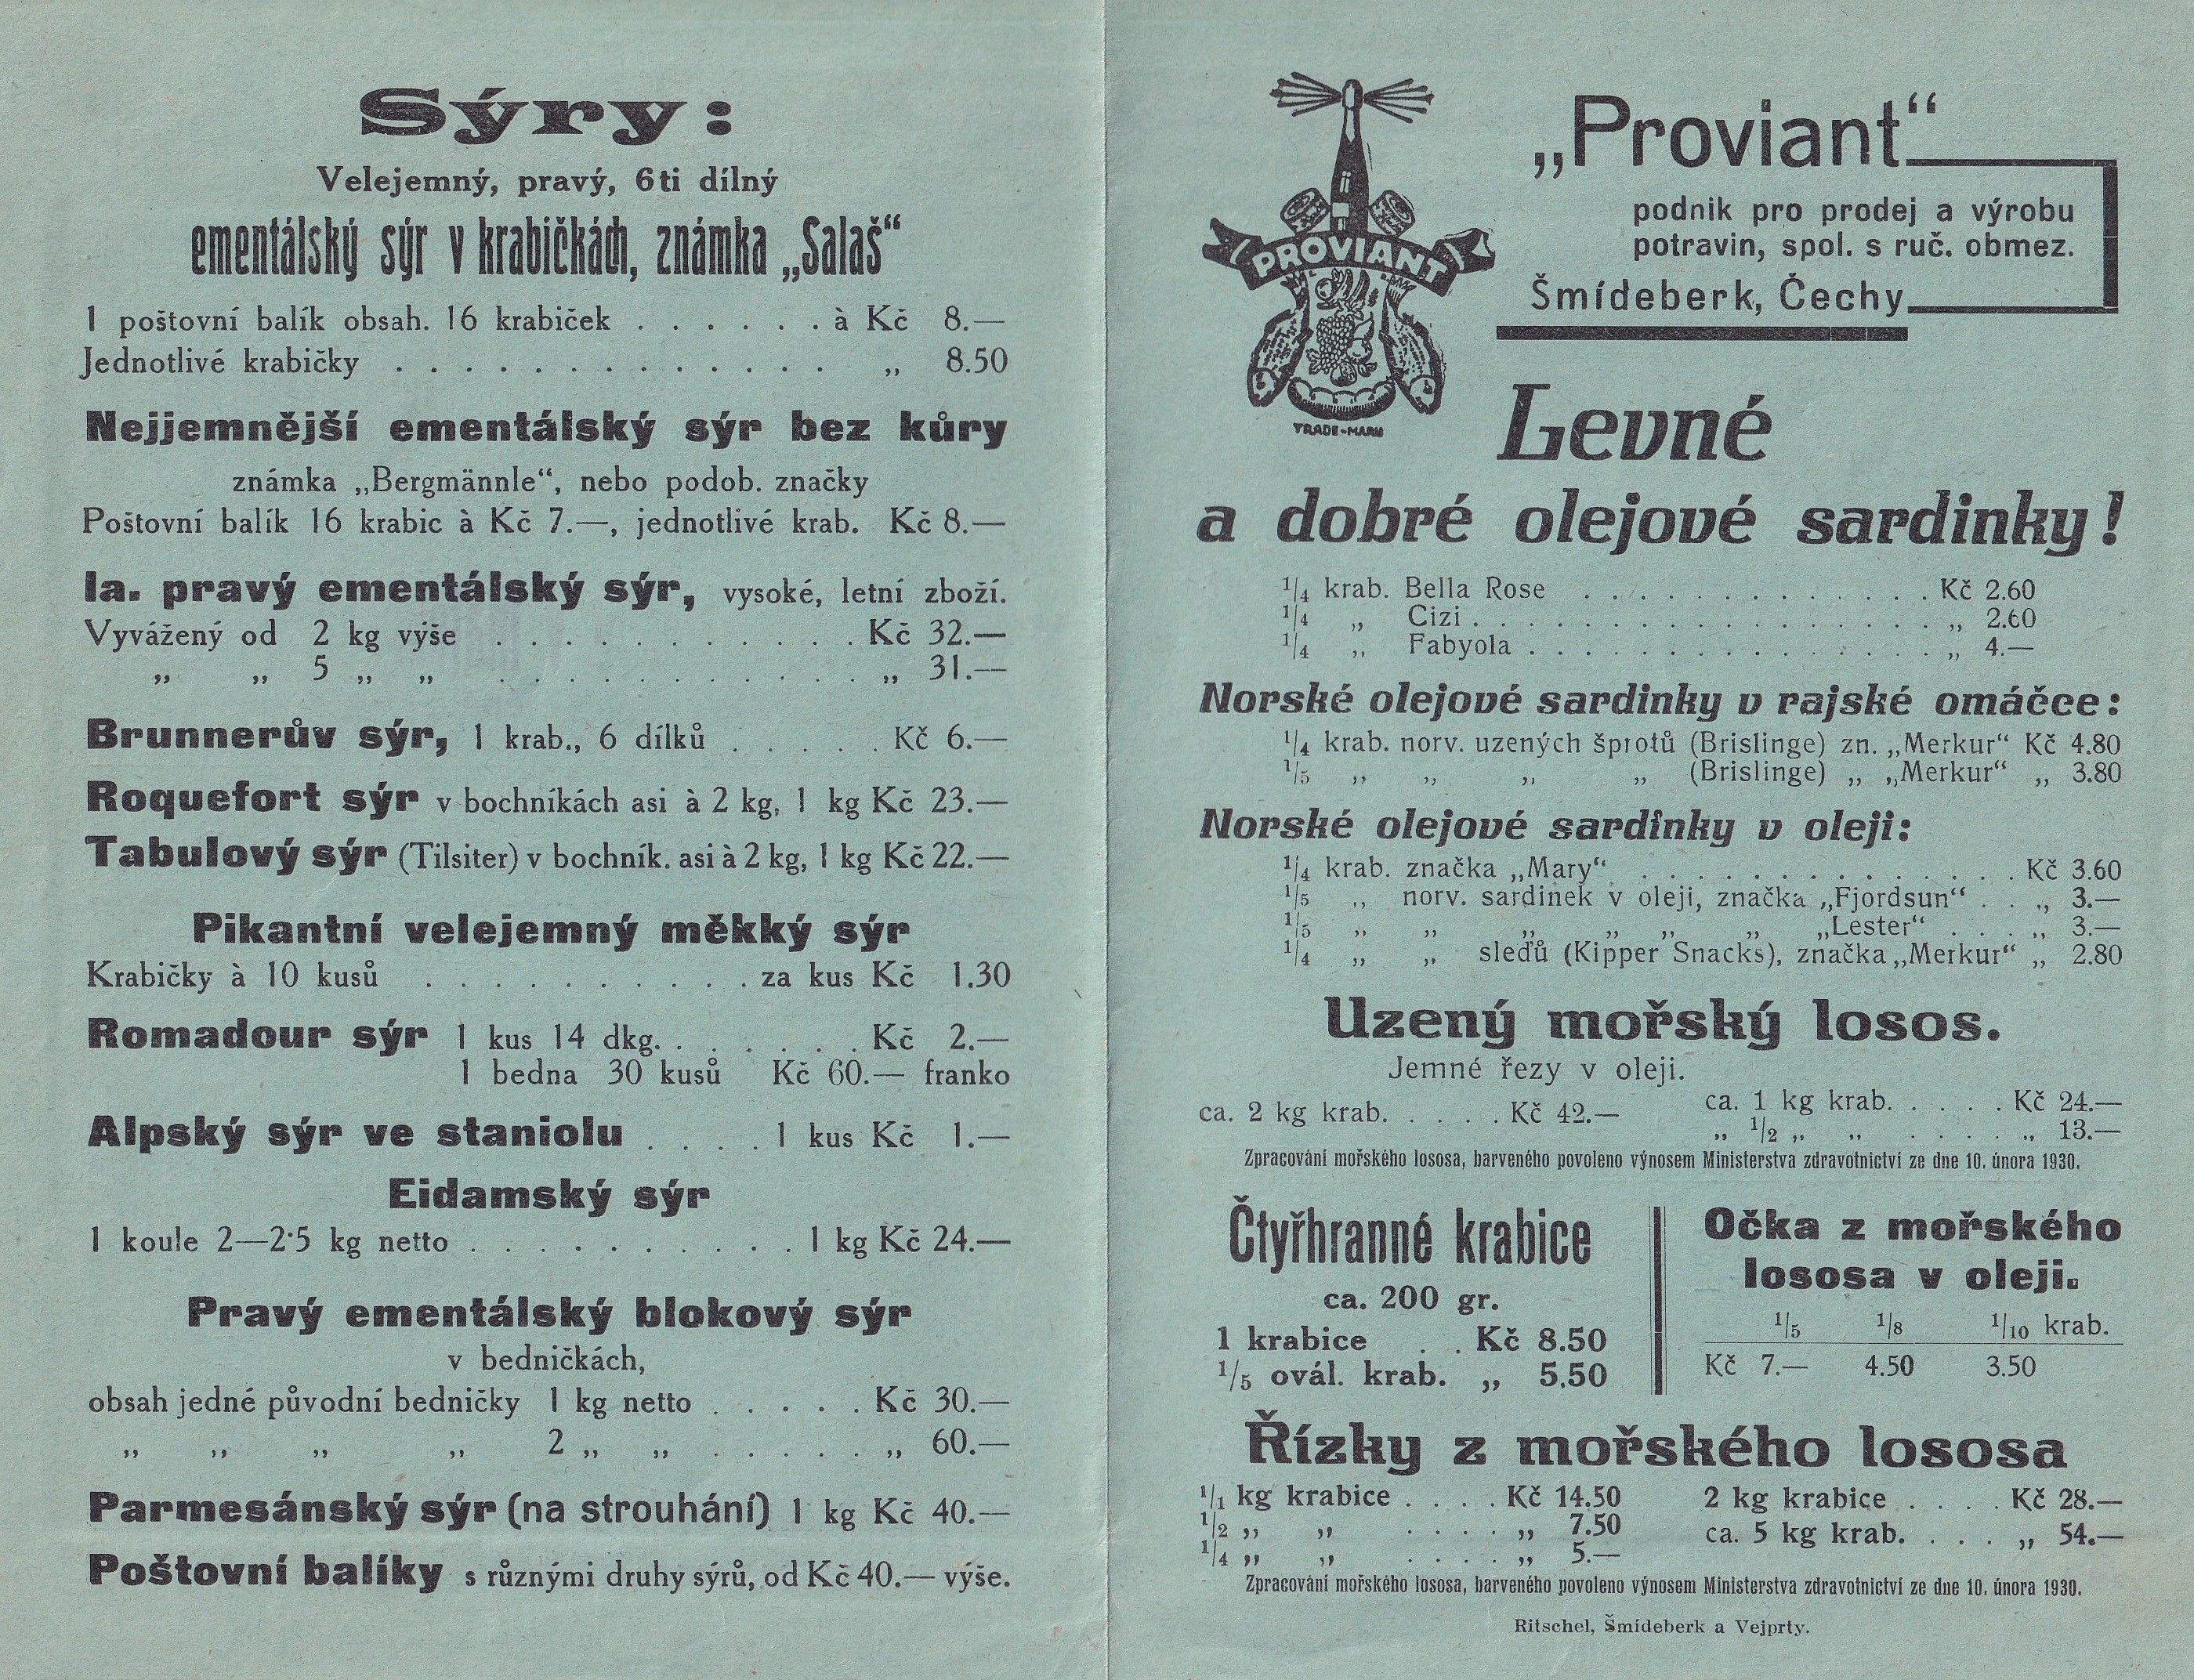 Sýry:
Velejemný, pravý, 6ti dílný
ementálský sýr v krabičkách, známka „Salaš“
1 poštovní balík obsah. 16 krabiček . . . . . . à Kč 8.—
Jednotlivé krabičky . . . . . . . . . . . . . „ 8.50
Nejjemnější ementálský sýr bez kůry
známka „Bergmännle“, nebo podob. značky
Poštovní balík 16 krabic à Kč 7.—, jednotlivé krab. Kč 8.—
Ia. pravý ementálský sýr, vysoké, letní zboží.
Vyvážený od 2 kg výše . . . . . . . . . . . Kč 32.—
„ „ 5 „ „ . . . . . . . . . . . „ 31.—
Brunnerův sýr, 1 krab., 6 dílků . . . . . Kč 6.—
Roquefort sýr v bochníkách asi à 2 kg, 1 kg Kč 23.—
Tabulový sýr (Tilsiter) v bochník. asi à 2 kg, 1 kg Kč 22.—
Pikantní velejemný měkký sýr
Krabičky à 10 kusů . . . . . . . . . . za kus Kč 1.30
Romadour sýr 1 kus 14 dkg. . . . . . . Kč 2.—
1 bedna 30 kusů Kč 60.— franko
Alpský sýr ve staniolu . . . . 1 kus Kč 1.—
Eidamský sýr
1 koule 2—2·5 kg netto . . . . . . . . . . 1 kg Kč 24.—
Pravý ementálský blokový sýr
v bedničkách,
obsah jedné původní bedničky 1 kg netto . . . . . Kč 30.—
„ „ „ „ 2 „ „ . . . . . „ 60.—
Parmesánský sýr (na strouhání) 1 kg Kč 40.—
Poštovní balíky s různými druhy sýrů, od Kč 40.— výše.
PROVIANT
TRADE-MARK
„Proviant“
podnik pro prodej a výrobu
potravin, spol. s ruč. obmez.
Šmídeberk, Čechy
Levné
a dobré olejové sardinky!
1/4 krab. Bella Rose . . . . . . . . . . . . . Kč 2.60
1/4 „ Cizi . . . . . . . . . . . . . . . . . „ 2.60
1/4 „ Fabyola . . . . . . . . . . . . . . . „ 4.—
Norské olejové sardinky v rajské omáčce:
1/4 krab. norv. uzených šprotů (Brislinge) zn. „Merkur“ Kč 4.80
1/5 „ „ „ „ (Brislinge) „ „Merkur“ „ 3.80
Norské olejové sardinky v oleji:
1/4 krab. značka „Mary“ . . . . . . . . . . . . . . Kč 3.60
1/5 „ norv. sardinek v oleji, značka „Fjordsun“ . . „ 3.—
1/5 „ „ „ „ „ „ „Lester“ . . . „ 3.—
1/4 „ „ sleďů (Kipper Snacks), značka „Merkur“ „ 2.80
Uzený mořský losos.
Jemné řezy v oleji.
ca. 2 kg krab. . . . . Kč 42.— ca. 1 kg krab. . . . . Kč 24.—
„ 1/2 „ „ . . . . „ 13.—
Zpracování mořského lososa, barveného povoleno výnosem Ministerstva zdravotnictví ze dne 10. února 1930.
Čtyřhranné krabice
ca. 200 gr.
1 krabice . . Kč 8.50
1/5 ovál. krab. „ 5.50
Očka z mořského
lososa v oleji.
1/5 1/8 1/10 krab.
Kč 7.— 4.50 3.50
Řízky z mořského lososa
1/1 kg krabice . . . . Kč 14.50 2 kg krabice . . . . Kč 28.—
1/2 „ „ . . . . „ 7.50 ca. 5 kg krab. . . . „ 54.—
1/4 „ „ . . . . „ 5.—
Zpracování mořského lososa, barveného povoleno výnosem Ministerstva zdravotnictví ze dne 10. února 1930.
Ritschel, Šmídeberk a Vejprty.